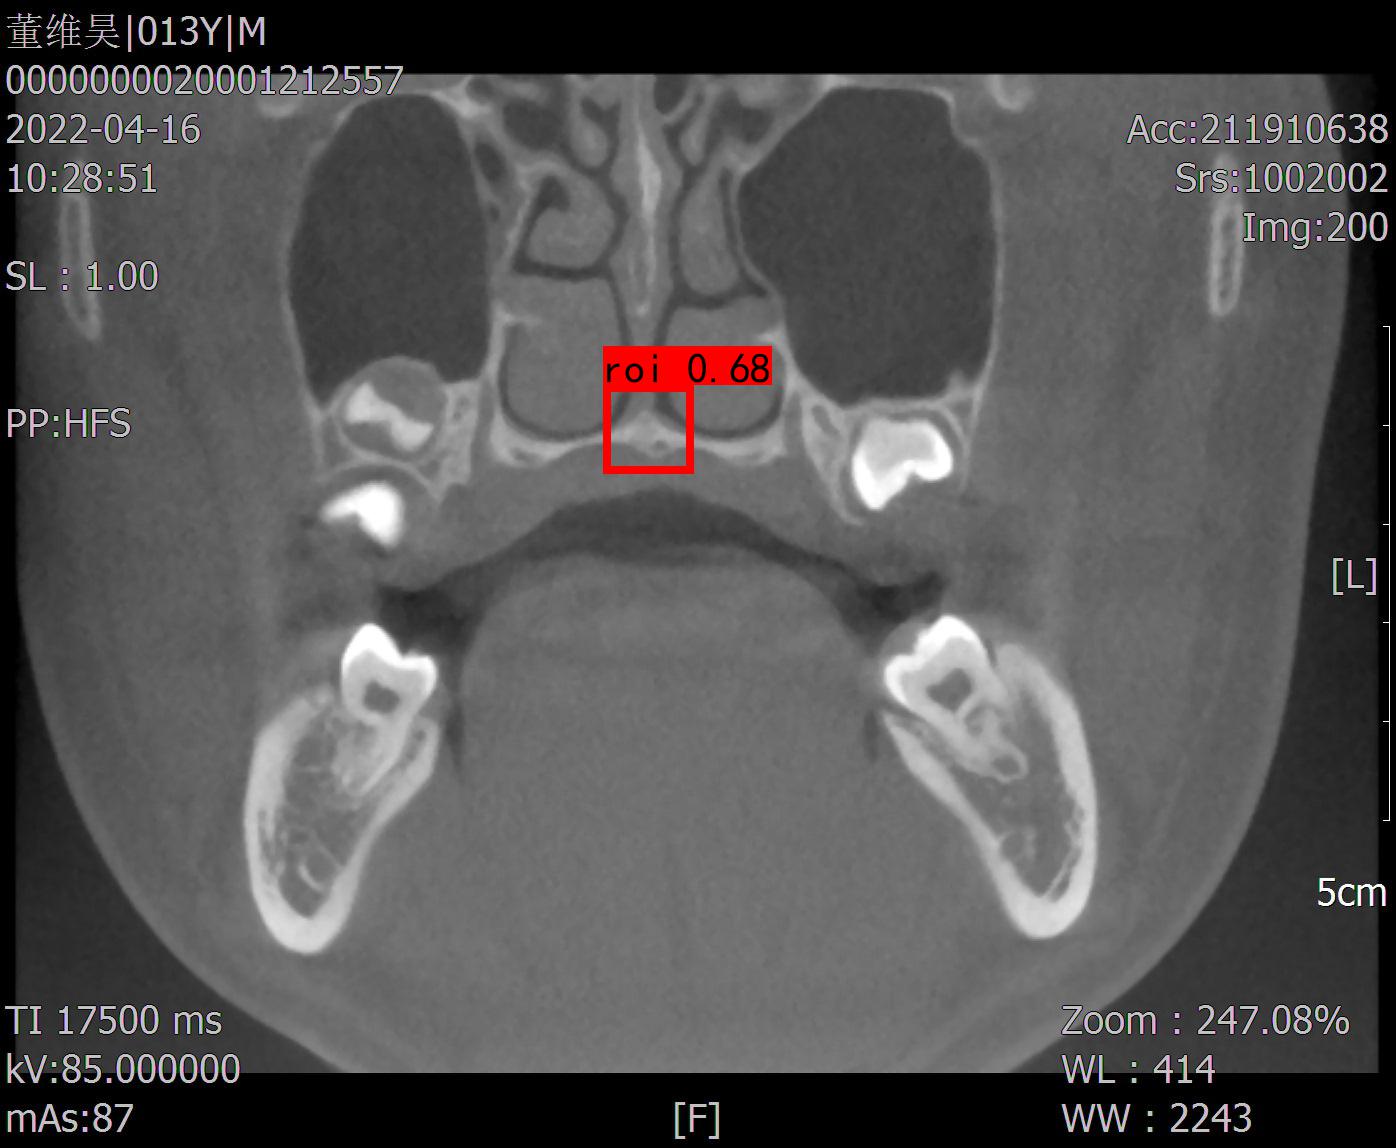 董维昊|013Y|M
0000000020001212557
2022-04-16
10:28:51
SL : 1.00
PP:HFS
Acc:211910638
Srs:1002002
Img:200
roi 0.68
[L]
5cm
TI 17500 ms
kV:85.000000
mAs:87
[F]
Zoom : 247.08%
WL : 414
WW : 2243